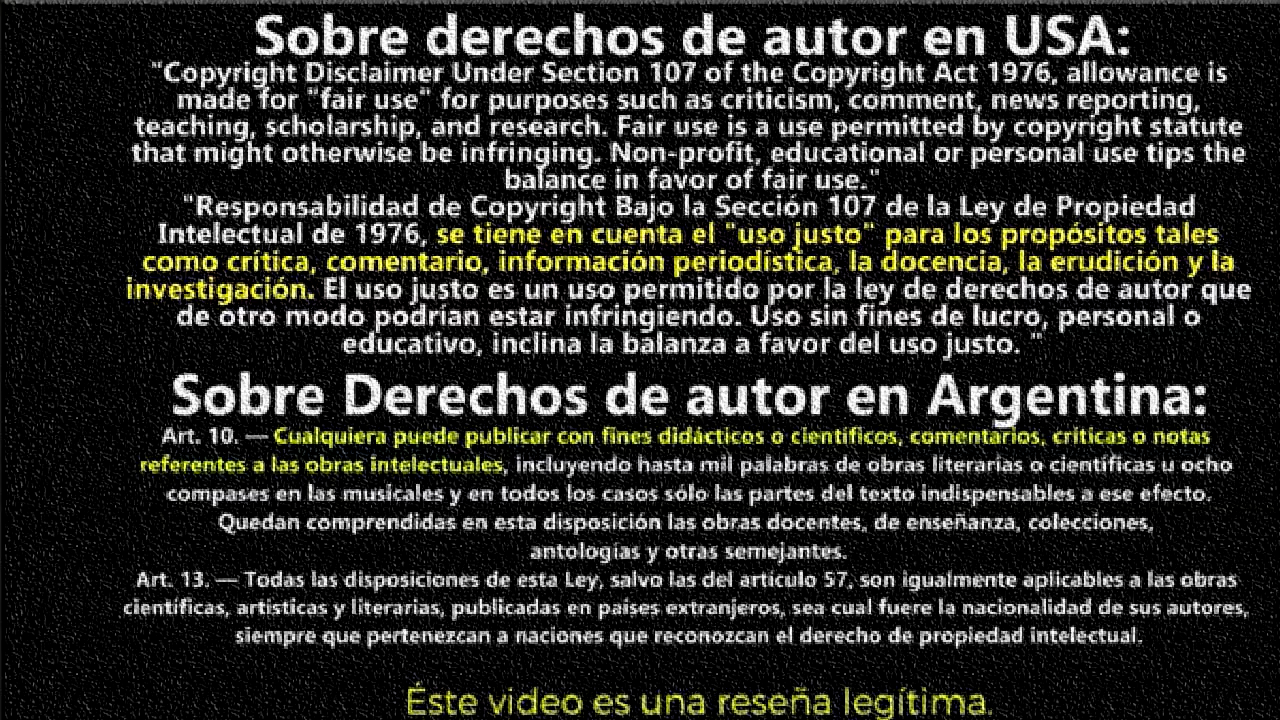 Sobre derechos de autor en USA:
"Copyright Disclaimer Under Section 107 of the Copyright Act 1976, allowance is
made for "fair use" for purposes such as criticism, comment, news reporting,
teaching, scholarship, and research. Fair use is a use permitted by copyright statute
that might otherwise be infringing. Non-profit, educational or personal use tips the
balance in favor of fair use."
"Responsabilidad de Copyright Bajo la Sección 107 de la Ley de Propiedad
Intelectual de 1976, se tiene en cuenta el "uso justo" para los propósitos tales
como crítica, comentario, información periodística, la docencia, la erudición y la
investigación. El uso justo es un uso permitido por la ley de derechos de autor que
de otro modo podrían estar infringiendo. Uso sin fines de lucro, personal o
educativo, inclina la balanza a favor del uso justo. "
Sobre Derechos de autor en Argentina:
Art. 10. — Cualquiera puede publicar con fines didácticos o científicos, comentarios, críticas o notas
referentes a las obras intelectuales, incluyendo hasta mil palabras de obras literarias o científicas u ocho
compases en las musicales y en todos los casos sólo las partes del texto indispensables a ese efecto.
Quedan comprendidas en esta disposición las obras docentes, de enseñanza, colecciones,
antologías y otras semejantes.
Art. 13. — Todas las disposiciones de esta Ley, salvo las del artículo 57, son igualmente aplicables a las obras
científicas, artísticas y literarias, publicadas en países extranjeros, sea cual fuere la nacionalidad de sus autores,
siempre que pertenezcan a naciones que reconozcan el derecho de propiedad intelectual.
Éste video es una reseña legítima.